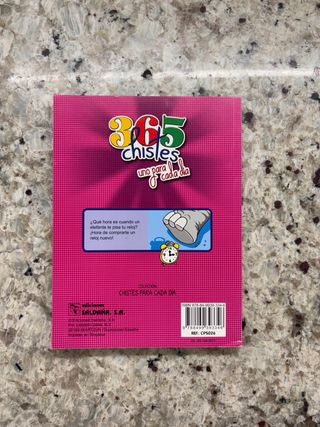 365
chistes
uno para
cada día
¿Qué hora es cuando un
elefante te pisa tu reloj?
¡Hora de comprarte un
reloj nuevo!
COLECCIÓN
CHISTES PARA CADA DÍA
ediciones
SALDAÑA, S.A.
REF. CPS026